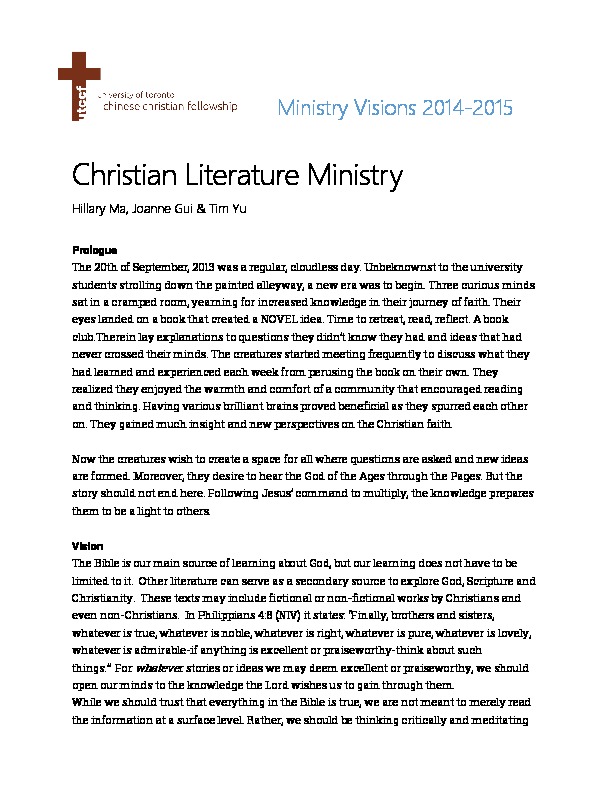 utccf
university of toronto
chinese christian fellowship
Ministry Visions 2014-2015
Christian Literature Ministry
Hillary Ma, Joanne Gui & Tim Yu
Prologue
The 20th of September, 2013 was a regular, cloudless day. Unbeknownst to the university
students strolling down the painted alleyway, a new era was to begin. Three curious minds
sat in a cramped room, yearning for increased knowledge in their journey of faith. Their
eyes landed on a book that created a NOVEL idea. Time to retreat, read, reflect. A book
club.Therein lay explanations to questions they didn't know they had and ideas that had
never crossed their minds. The creatures started meeting frequently to discuss what they
had learned and experienced each week from perusing the book on their own. They
realized they enjoyed the warmth and comfort of a community that encouraged reading
and thinking. Having various brilliant brains proved beneficial as they spurred each other
on. They gained much insight and new perspectives on the Christian faith.
Now the creatures wish to create a space for all where questions are asked and new ideas
are formed. Moreover, they desire to hear the God of the Ages through the Pages. But the
story should not end here. Following Jesus' command to multiply, the knowledge prepares
them to be a light to others.
Vision
The Bible is our main source of learning about God, but our learning does not have to be
limited to it. Other literature can serve as a secondary source to explore God, Scripture and
Christianity. These texts may include fictional or non-fictional works by Christians and
even non-Christians. In Philippians 4:8 (NIV) it states: "Finally, brothers and sisters,
whatever is true, whatever is noble, whatever is right, whatever is pure, whatever is lovely,
whatever is admirable-if anything is excellent or praiseworthy-think about such
things." For whatever stories or ideas we may deem excellent or praiseworthy, we should
open our minds to the knowledge the Lord wishes us to gain through them.
While we should trust that everything in the Bible is true, we are not meant to merely read
the information at a surface level. Rather, we should be thinking critically and meditating